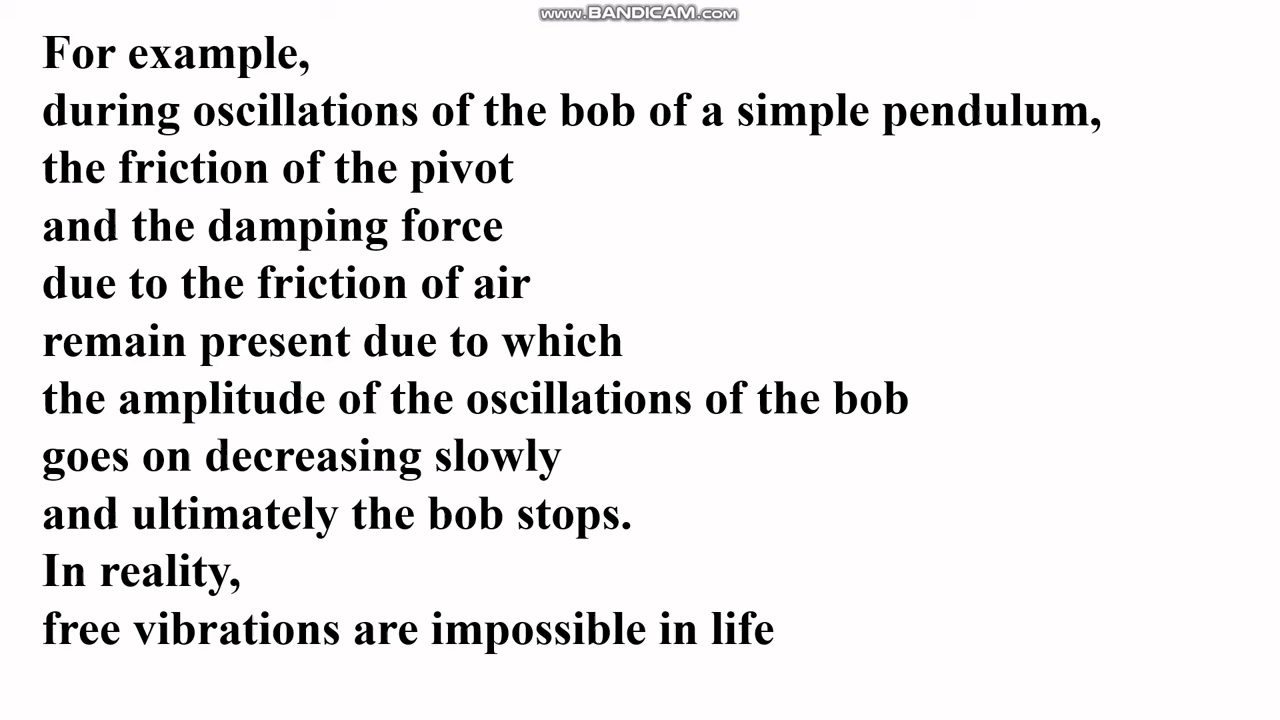 www.BANDICAM.com
For example,
during oscillations of the bob of a simple pendulum,
the friction of the pivot
and the damping force
due to the friction of air
remain present due to which
the amplitude of the oscillations of the bob
goes on decreasing slowly
and ultimately the bob stops.
In reality,
free vibrations are impossible in life